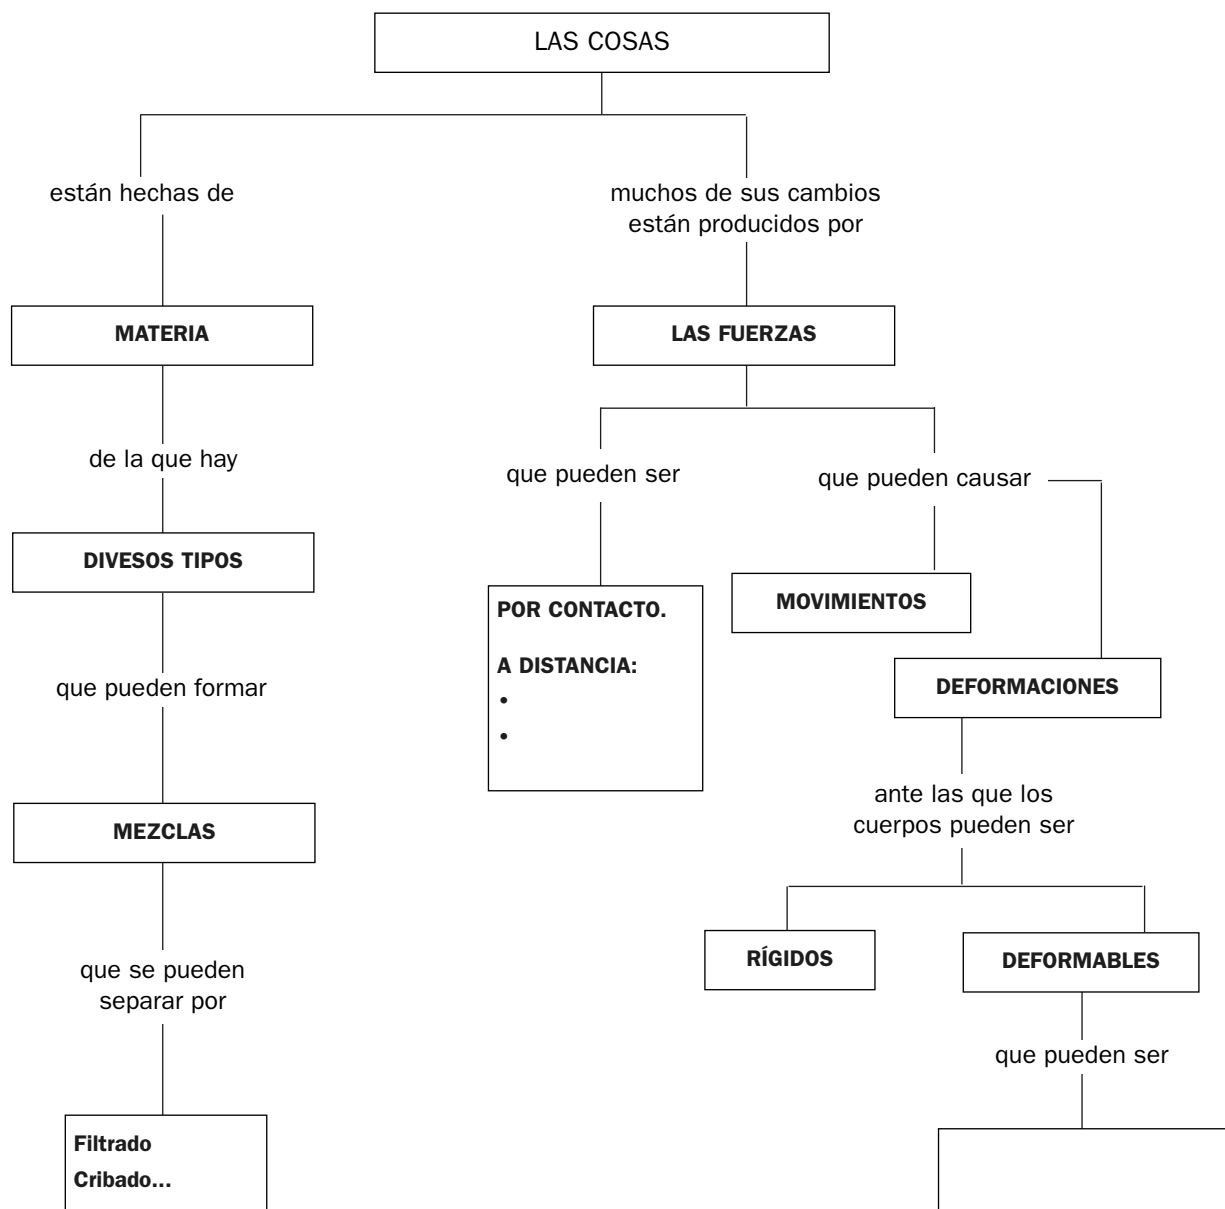 LAS COSAS
están hechas de
muchos de sus cambios
están producidos por
MATERIA
LAS FUERZAS
de la que hay
que pueden ser
que pueden causar
DIVESOS TIPOS
POR CONTACTO.
A DISTANCIA:
•
•
MOVIMIENTOS
DEFORMACIONES
que pueden formar
ante las que los
cuerpos pueden ser
MEZCLAS
RÍGIDOS
DEFORMABLES
que se pueden
separar por
que pueden ser
Filtrado
Cribado...